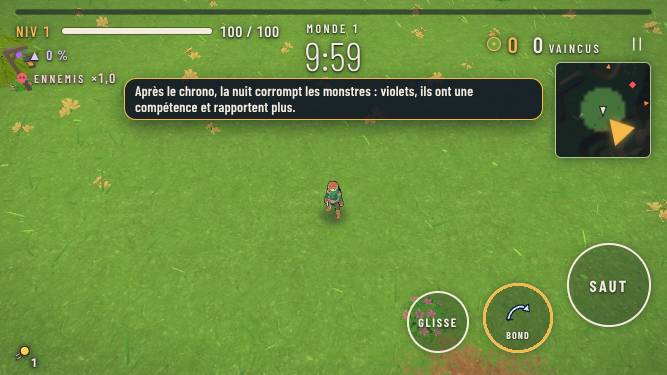 NIV 1
100 / 100
MONDE 1
9:59
0
0 VAINCUS
0 %
ENNEMIS ×1,0
Après le chrono, la nuit corrompt les monstres : violets, ils ont une
compétence et rapportent plus.
SAUT
GLISSE
BOND
1